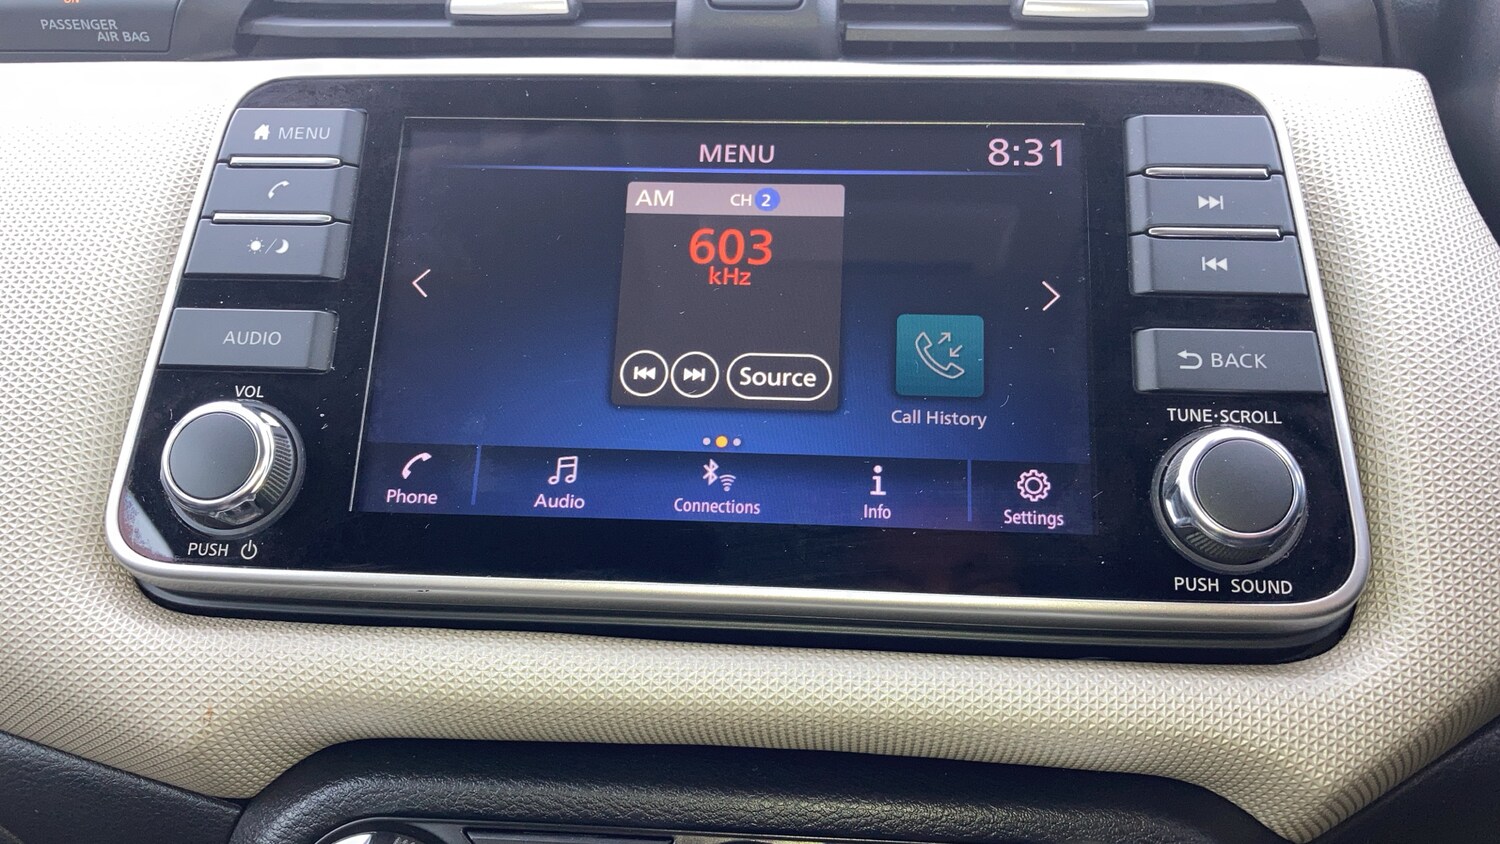 ON
PASSENGER
AIR BAG
MENU
AUDIO
VOL
PUSH
MENU
8:31
AM
CH 2
603
kHz
Source
Call History
Phone
Audio
Connections
Info
Settings
BACK
TUNE·SCROLL
PUSH SOUND